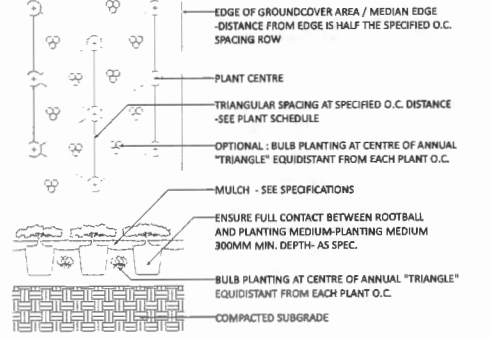 EDGE OF GROUNDCOVER AREA / MEDIAN EDGE
-DISTANCE FROM EDGE IS HALF THE SPECIFIED O.C.
SPACING ROW
PLANT CENTRE
TRIANGULAR SPACING AT SPECIFIED O.C. DISTANCE
-SEE PLANT SCHEDULE
OPTIONAL : BULB PLANTING AT CENTRE OF ANNUAL
"TRIANGLE" EQUIDISTANT FROM EACH PLANT O.C.
MULCH - SEE SPECIFICATIONS
ENSURE FULL CONTACT BETWEEN ROOTBALL
AND PLANTING MEDIUM-PLANTING MEDIUM
300MM MIN. DEPTH- AS SPEC.
BULB PLANTING AT CENTRE OF ANNUAL "TRIANGLE"
EQUIDISTANT FROM EACH PLANT O.C.
COMPACTED SUBGRADE